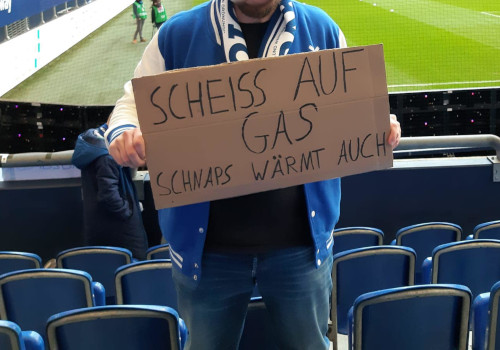 SCHEISS AUF
GAS
SCHNAPS WÄRMT AUCH